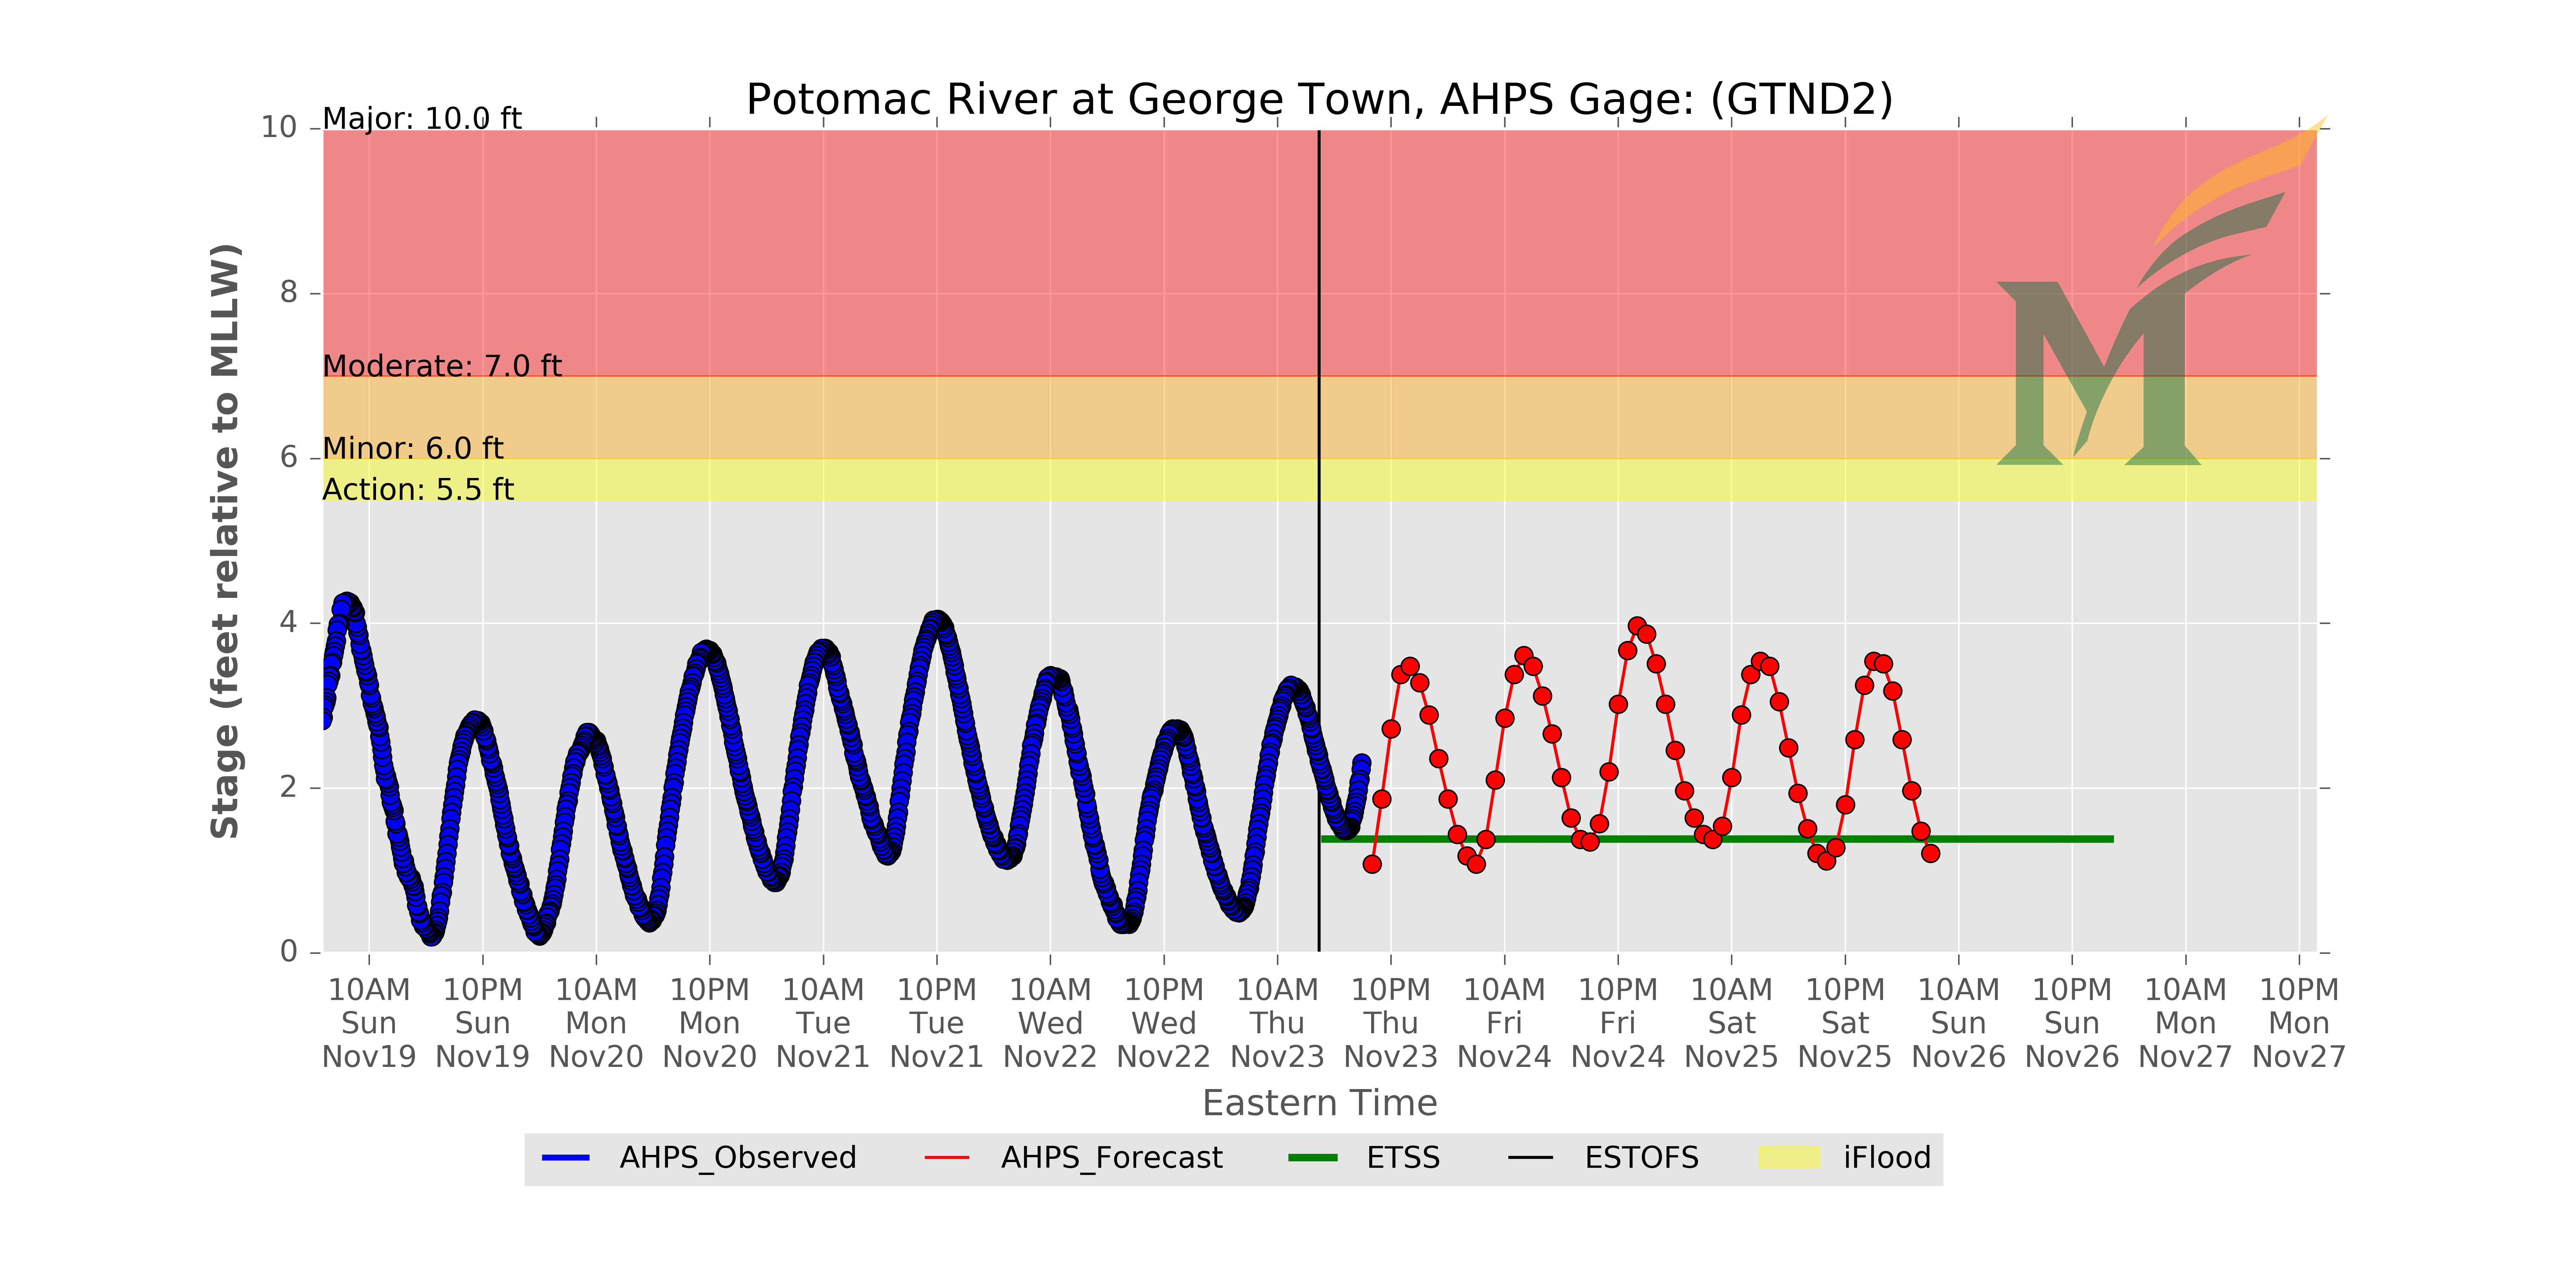 Potomac River at George Town, AHPS Gage: (GTND2)
Major: 10.0 ft
Moderate: 7.0 ft
Minor: 6.0 ft
Action: 5.5 ft
Stage (feet relative to MLLW)
10
8
6
4
2
0
10AM 10PM 10AM 10PM 10AM 10PM 10AM 10PM 10AM 10PM 10AM 10PM 10AM 10PM 10AM 10PM 10AM 10PM
Sun Sun Mon Mon Tue Tue Wed Wed Thu Thu Fri Fri Sat Sat Sun Sun Mon Mon
Nov19 Nov19 Nov20 Nov20 Nov21 Nov21 Nov22 Nov22 Nov23 Nov23 Nov24 Nov24 Nov25 Nov25 Nov26 Nov26 Nov27 Nov27
Eastern Time
AHPS_Observed AHPS_Forecast ETSS ESTOFS iFlood